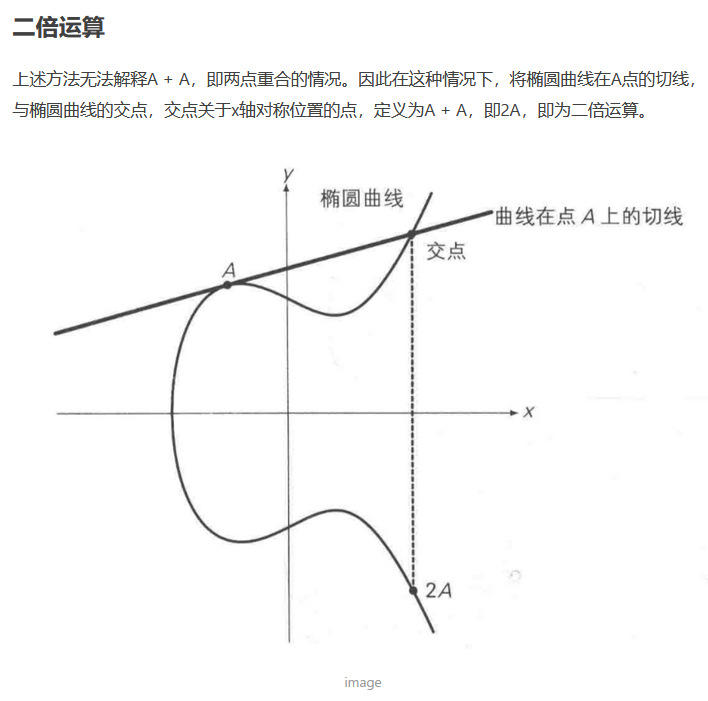 二倍运算
上述方法无法解释A + A，即两点重合的情况。因此在这种情况下，将椭圆曲线在A点的切线，
与椭圆曲线的交点，交点关于x轴对称位置的点，定义为A + A，即2A，即为二倍运算。
y
椭圆曲线
曲线在点 A 上的切线
交点
A
x
2A
image